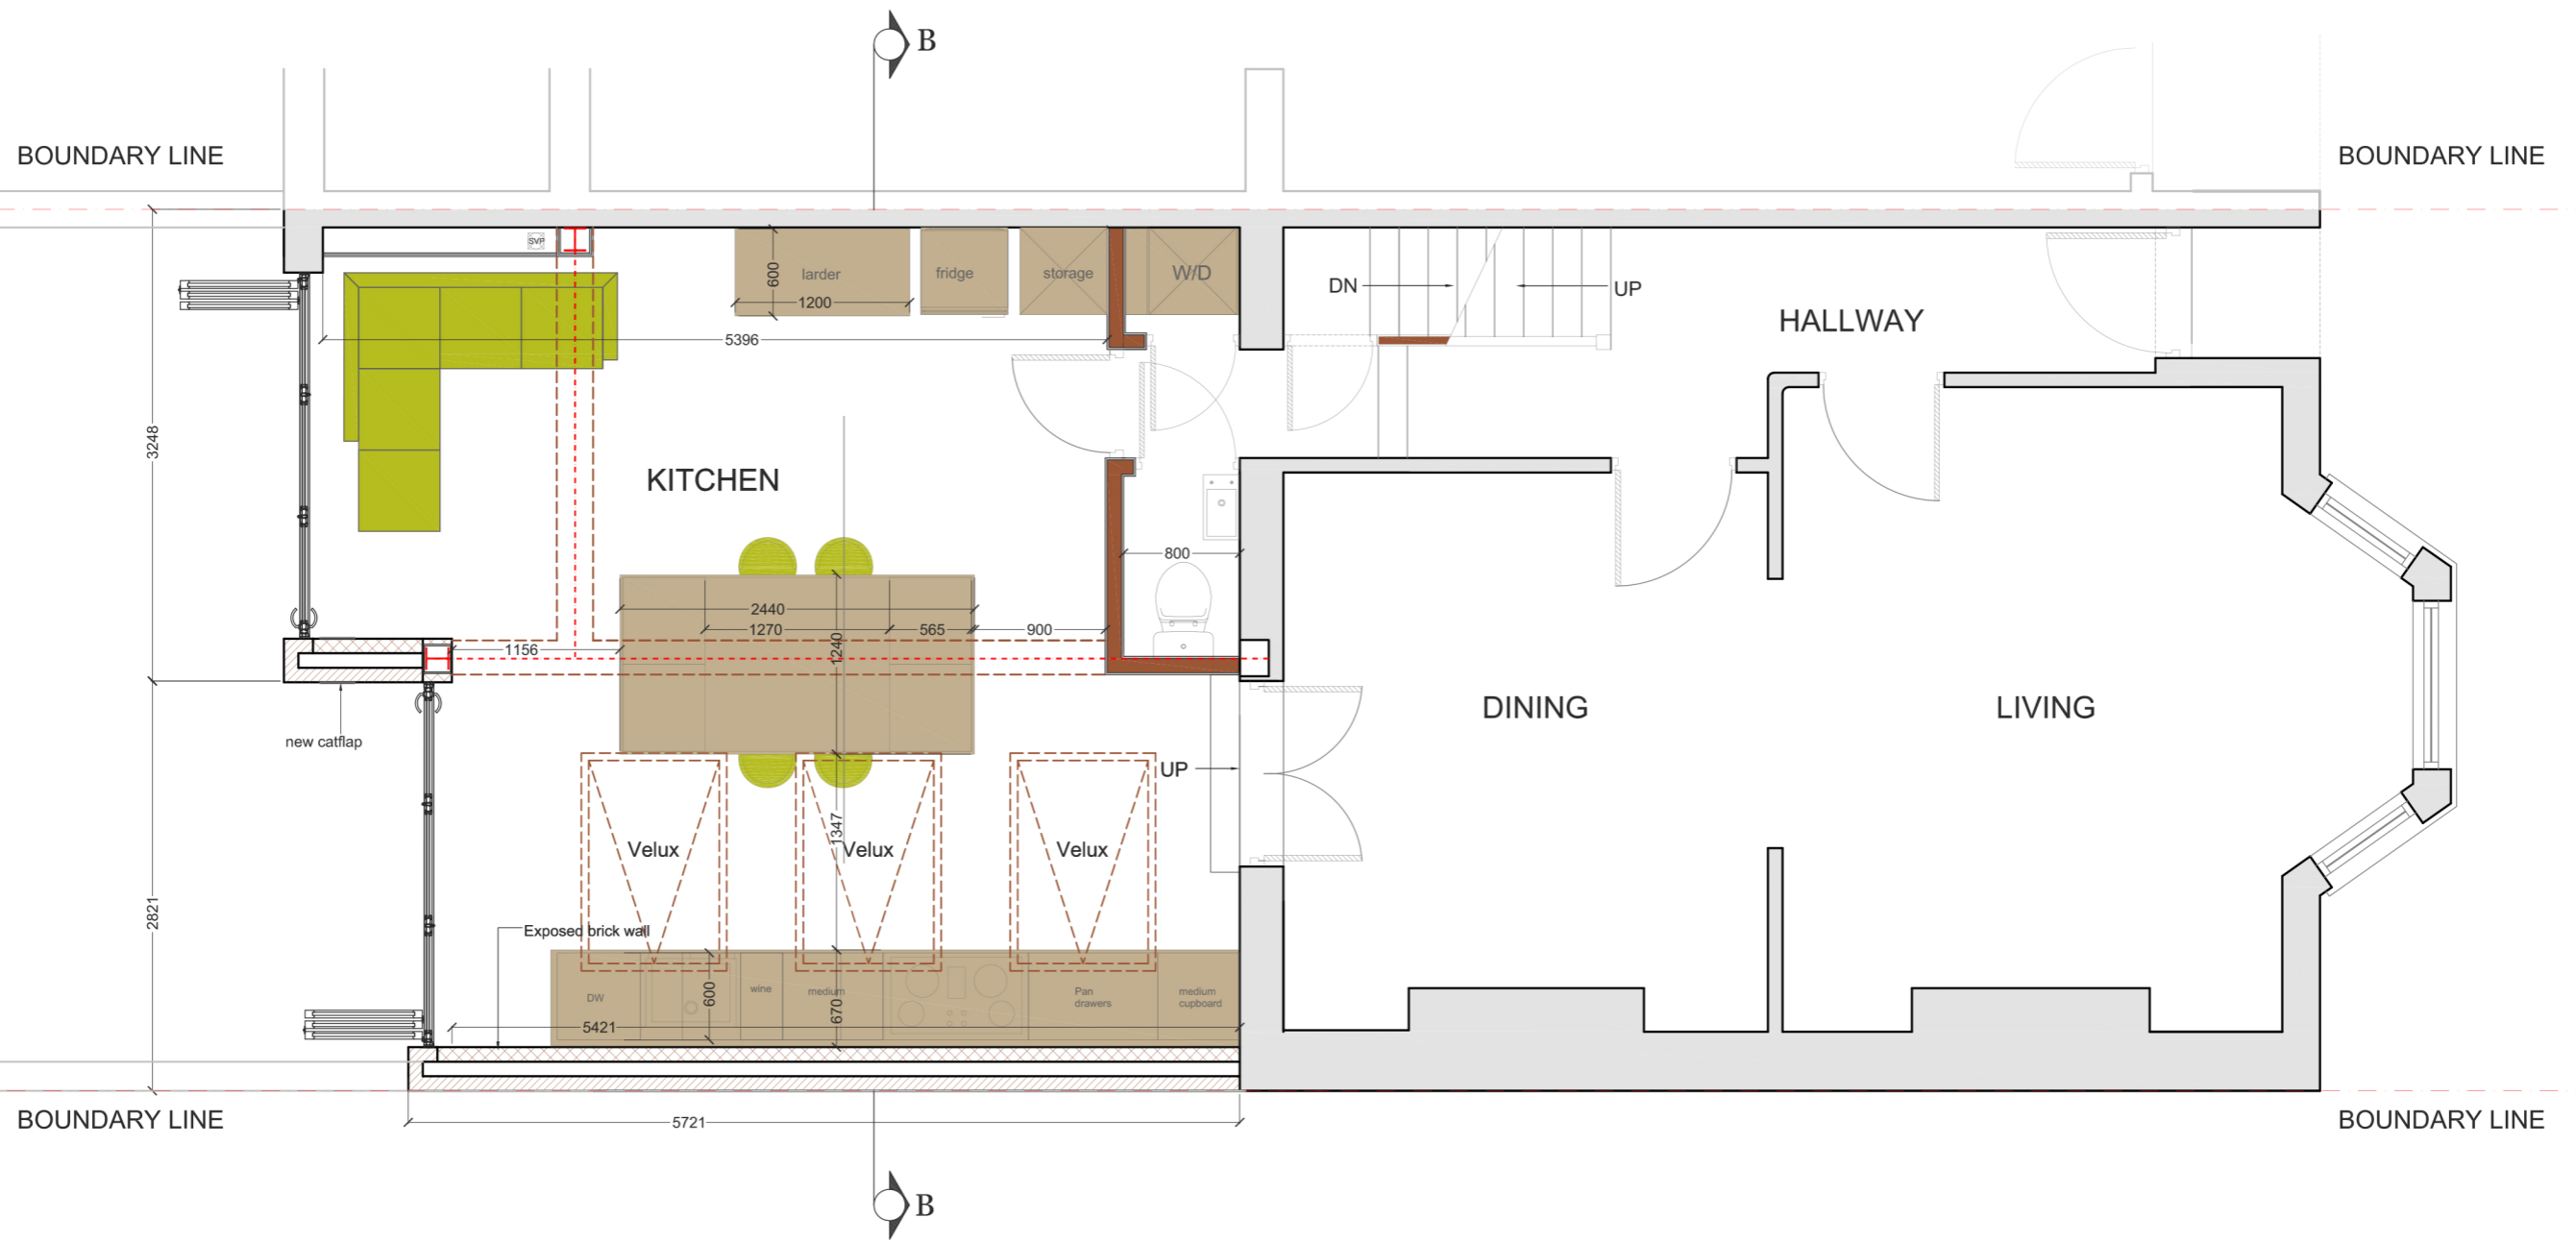 B
BOUNDARY LINE
BOUNDARY LINE
SVP
larder
fridge
storage
W/D
600
1200
DN
UP
HALLWAY
5396
3248
KITCHEN
800
2440
1270
565
900
1240
1156
DINING
LIVING
new catflap
UP
1347
Velux
Velux
Velux
2821
Exposed brick wall
DW
wine
medium
Pan
drawers
medium
cupboard
600
670
5421
BOUNDARY LINE
5721
BOUNDARY LINE
B